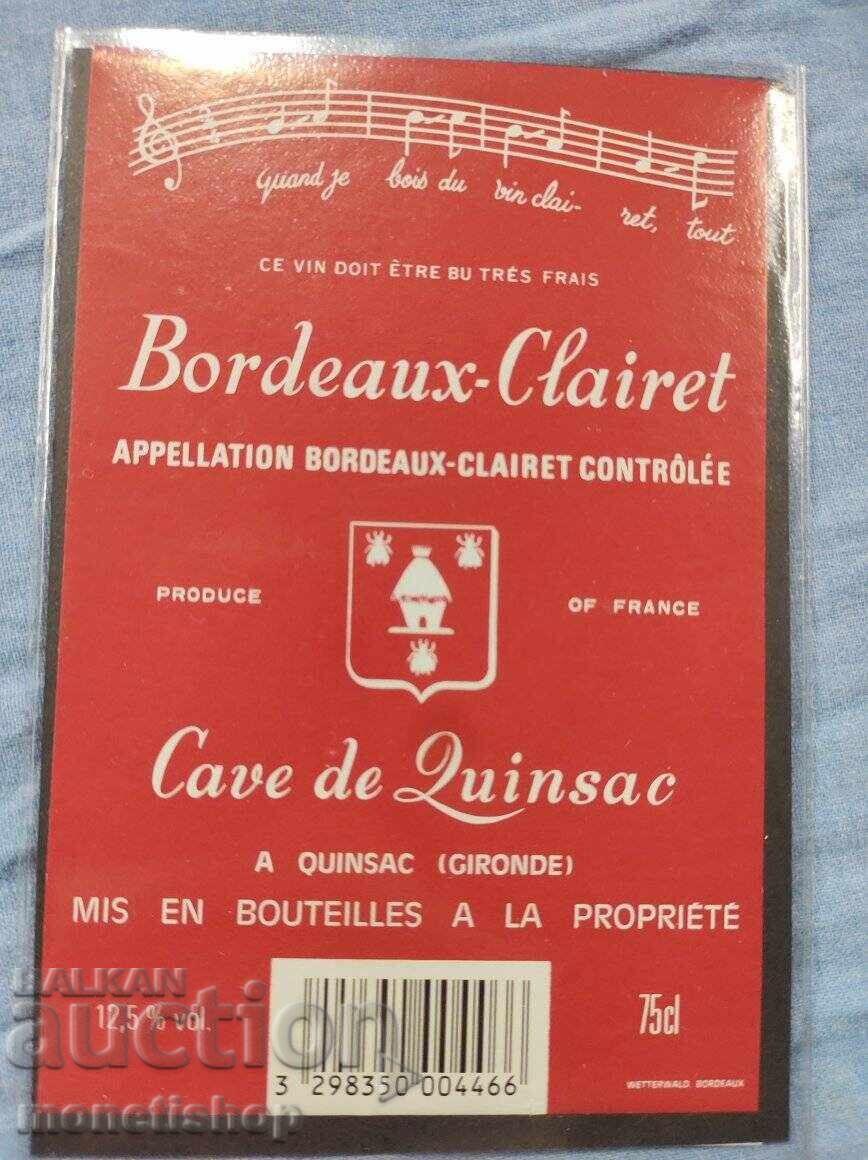 quand je bois du vin clai- ret, tout
CE VIN DOIT ÊTRE BU TRÉS FRAIS
Bordeaux-Clairet
APPELLATION BORDEAUX-CLAIRET CONTRÔLÉE
PRODUCE OF FRANCE
Cave de Quinsac
A QUINSAC (GIRONDE)
MIS EN BOUTEILLES A LA PROPRIÉTÉ
BALKAN
auction
12,5 % vol.
75cl
3 298350 004466
WETTERWALD BORDEAUX
monetishop